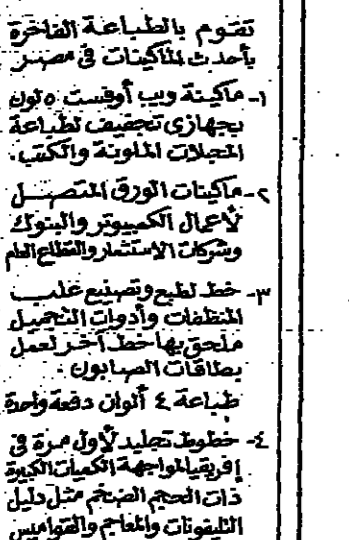 تقوم بالطباعة الفاخرة
بأحدث الماكينات في مصر
١- ماكينة ويب أوفست ٥ لون
بجهازى تجفيف لطباعة
المجلات الملونة والكتب.
٢- ماكينات الورق المتصل
لأعمال الكمبيوتر والبنوك
وشركات الاستثمار والقطاع العام
٣- خط لطبع وتصنيع علب
المنظفات وأدوات التجميل
ملحق بها خط آخر لعمل
بطاقات الصابون.
طباعة ٤ ألوان دفعة واحدة
٤- خطوط تجليد لأول مرة في
إفريقيا لمواجهة الكميات الكبيرة
ذات الحجم الضخم مثل دليل
التليفونات والمعاجم والقواميس